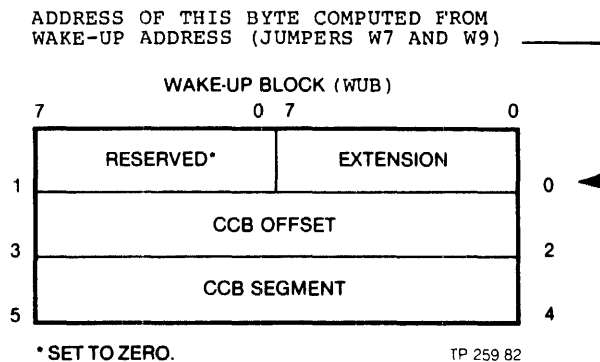 ADDRESS OF THIS BYTE COMPUTED FROM
WAKE-UP ADDRESS (JUMPERS W7 AND W9)
WAKE-UP BLOCK (WUB)
7 0 7 0
RESERVED* EXTENSION
1 0
CCB OFFSET
3 2
CCB SEGMENT
5 4
* SET TO ZERO. TP 259 82